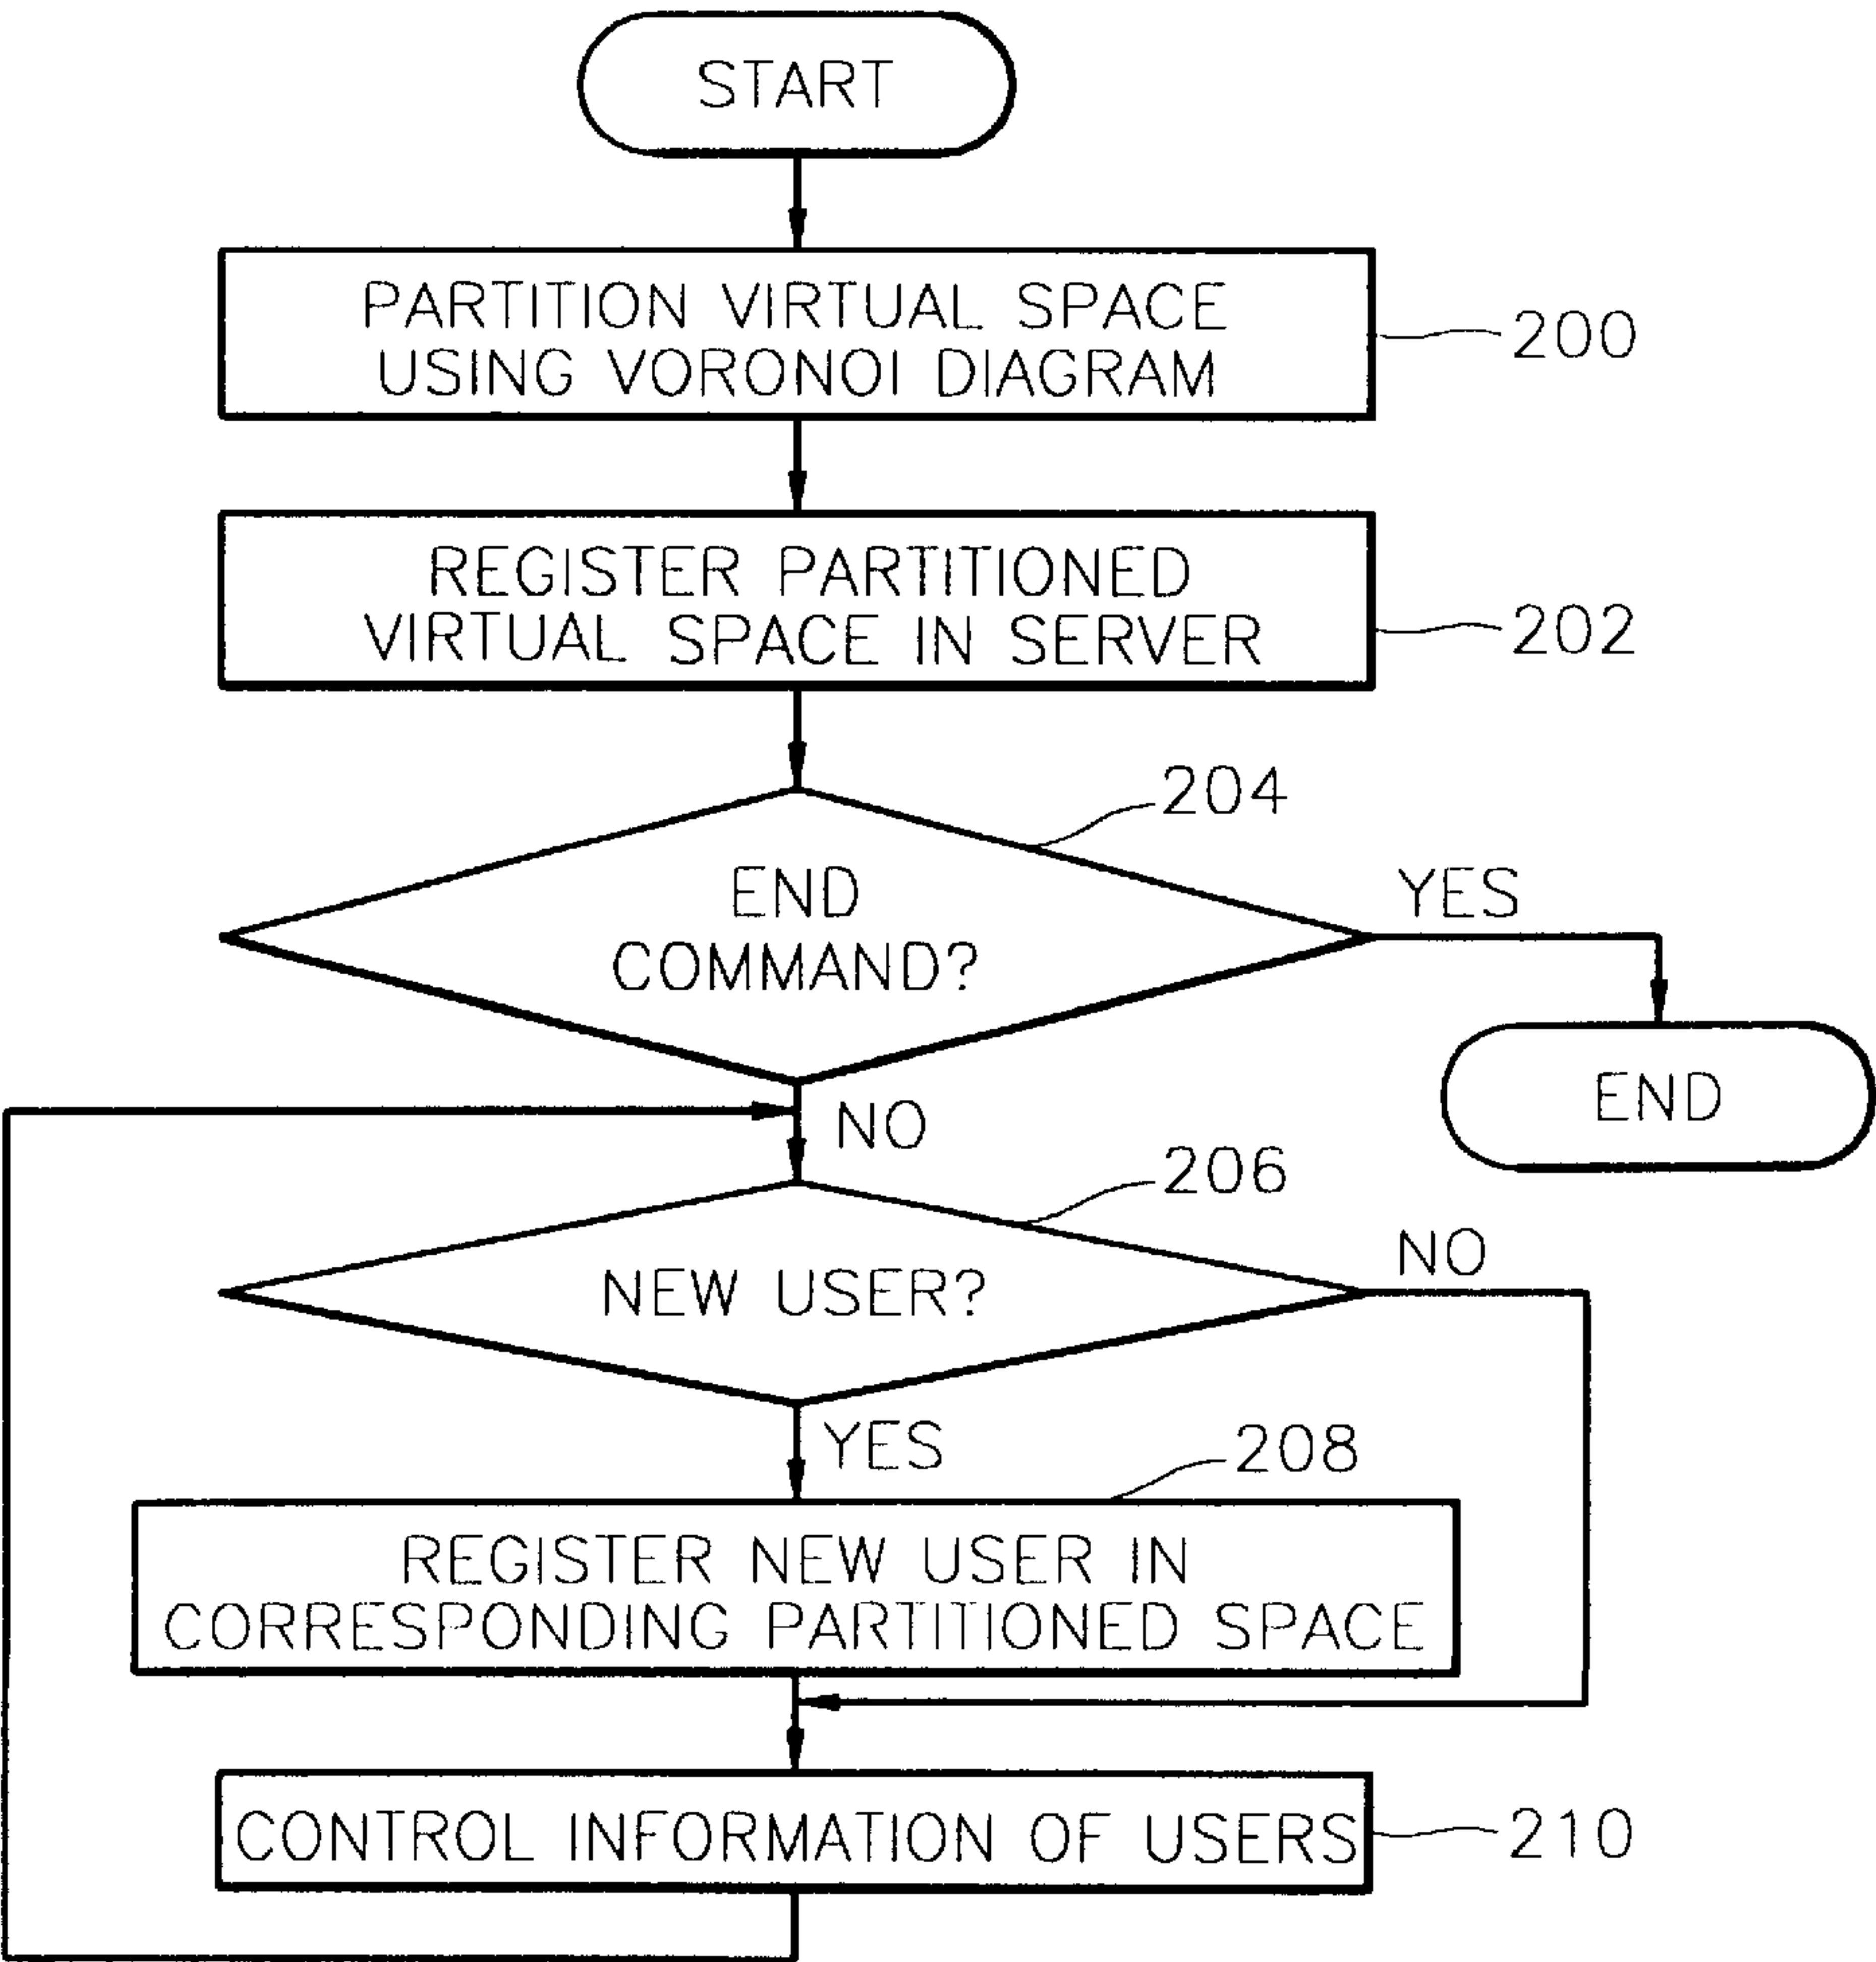 START
PARTITION VIRTUAL SPACE
USING VORONOI DIAGRAM
200
REGISTER PARTITIONED
VIRTUAL SPACE IN SERVER
202
204
END
COMMAND?
YES
END
NO
206
NEW USER?
NO
YES
208
REGISTER NEW USER IN
CORRESPONDING PARTITIONED SPACE
CONTROL INFORMATION OF USERS
210